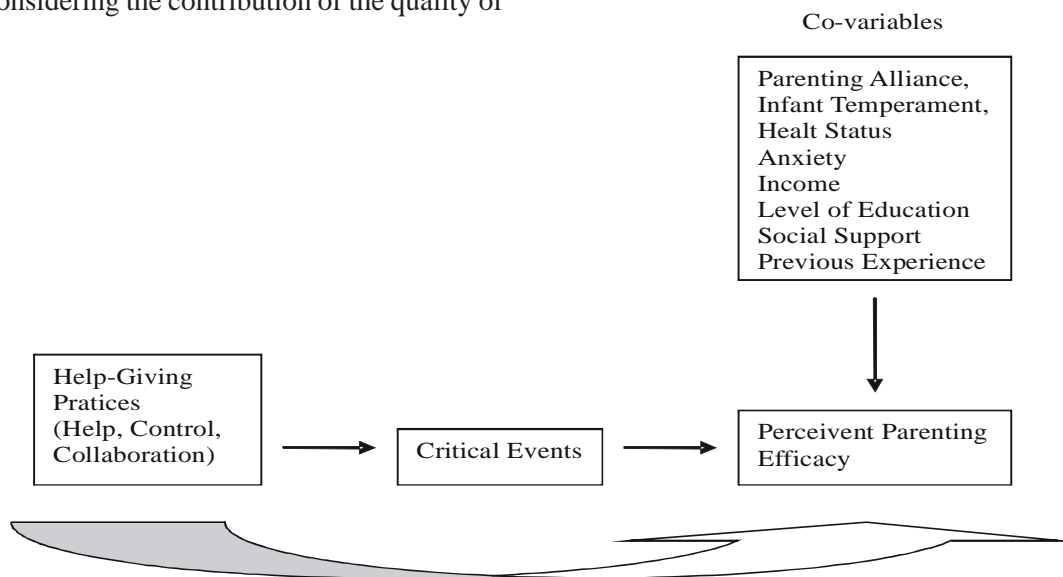 onsidering the contribution of the quality of
Co-variables
Parenting Alliance,
Infant Temperament,
Healt Status
Anxiety
Income
Level of Education
Social Support
Previous Experience
Help-Giving
Pratices
(Help, Control,
Collaboration)
Critical Events
Perceivent Parenting
Efficacy